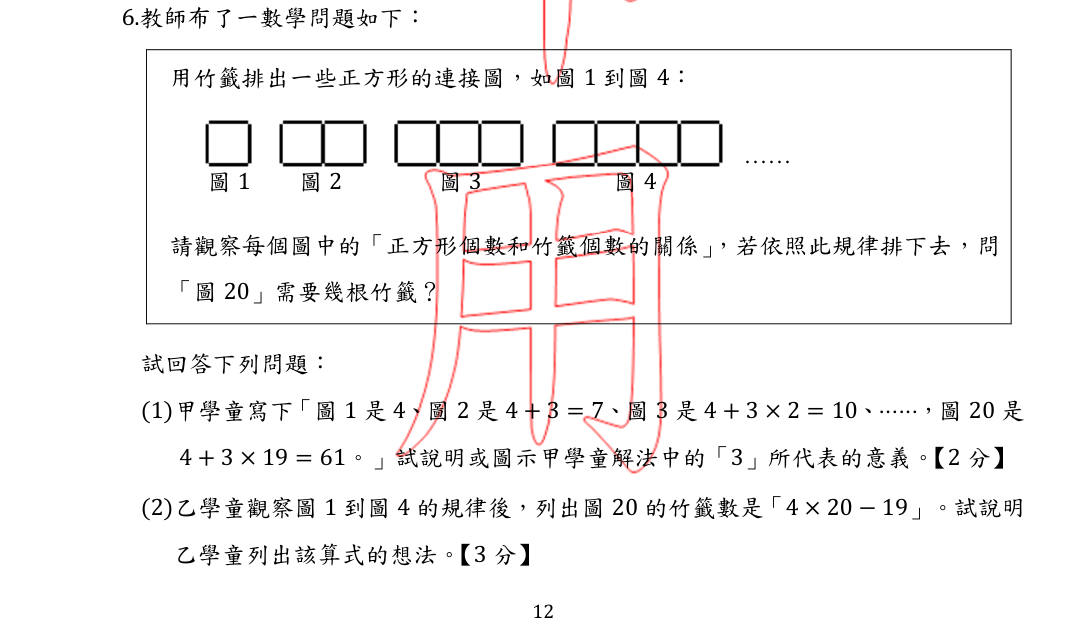 6.教師布了一數學問題如下：
用竹籤排出一些正方形的連接圖，如圖 1 到圖 4：
……
圖 1 圖 2 圖 3 圖 4
請觀察每個圖中的「正方形個數和竹籤個數的關係」，若依照此規律排下去，問
「圖 20」需要幾根竹籤？
試回答下列問題：
(1)甲學童寫下「圖 1 是 4、圖 2 是 4 + 3 = 7、圖 3 是 4 + 3 × 2 = 10、……，圖 20 是
4 + 3 × 19 = 61。」試說明或圖示甲學童解法中的「3」所代表的意義。【2 分】
(2)乙學童觀察圖 1 到圖 4 的規律後，列出圖 20 的竹籤數是「4 × 20 − 19」。試說明
乙學童列出該算式的想法。【3 分】
用
12